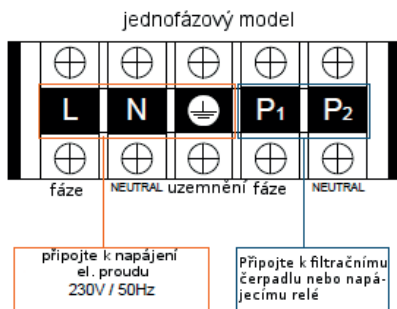 jednofázový model
L N P1 P2
fáze NEUTRAL uzemnění fáze NEUTRAL
připojte k napájení
el. proudu
230V / 50Hz
Připojte k filtračnímu
čerpadlu nebo napá-
jecímu relé